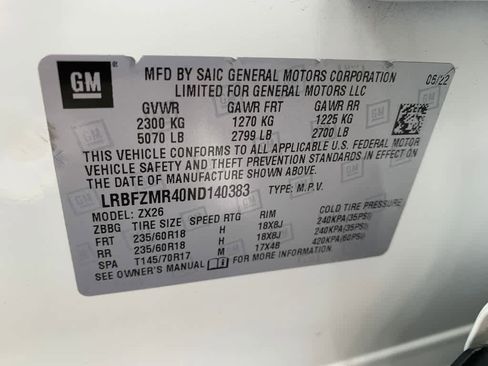 GM
05/22
MFD BY SAIC GENERAL MOTORS CORPORATION
LIMITED FOR GENERAL MOTORS LLC
GVWR GAWR FRT GAWR RR
2300 KG 1270 KG 1225 KG
5070 LB 2799 LB 2700 LB
THIS VEHICLE CONFORMS TO ALL APPLICABLE U.S. FEDERAL MOTOR
VEHICLE SAFETY AND THEFT PREVENTION STANDARDS IN EFFECT
ON THE DATE OF MANUFACTURE SHOWN ABOVE.
LRBFZMR40ND140383 TYPE: M.P.V.
MODEL: ZX26
ZBBG TIRE SIZE SPEED RTG RIM COLD TIRE PRESSURE
FRT 235/60R18 H 18X8J 240KPA(35PSI)
RR 235/60R18 H 18X8J 240KPA(35PSI)
SPA T145/70R17 M 17X4B 420KPA(60PSI)
SEE OWNER'S MANUAL FOR MORE INFORMATION.